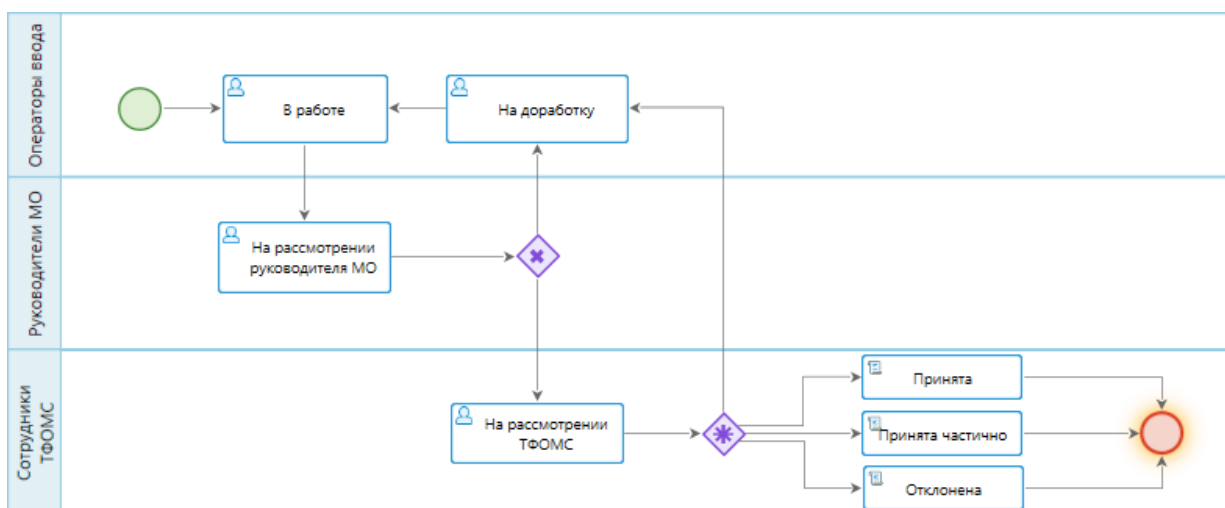 Операторы ввода
В работе
На доработку
Руководители МО
На рассмотрении
руководителя МО
Сотрудники
ТФОМС
На рассмотрении
ТФОМС
Принята
Принята частично
Отклонена